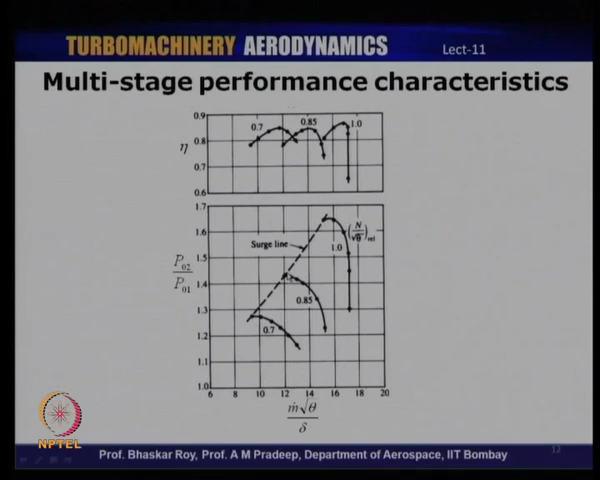 TURBOMACHINERY AERODYNAMICS
Lect-11
Multi-stage performance characteristics
0.9
0.8
0.7
0.6
η
0.7
0.85
1.0
1.7
1.6
1.5
1.4
1.3
1.2
1.1
1.0
P02/P01
Surge line
(N/√θ)rel
1.0
0.85
0.7
6 8 10 12 14 16 18 20
ṁ√θ/δ
NPTEL
Prof. Bhaskar Roy, Prof. A M Pradeep, Department of Aerospace, IIT Bombay
12